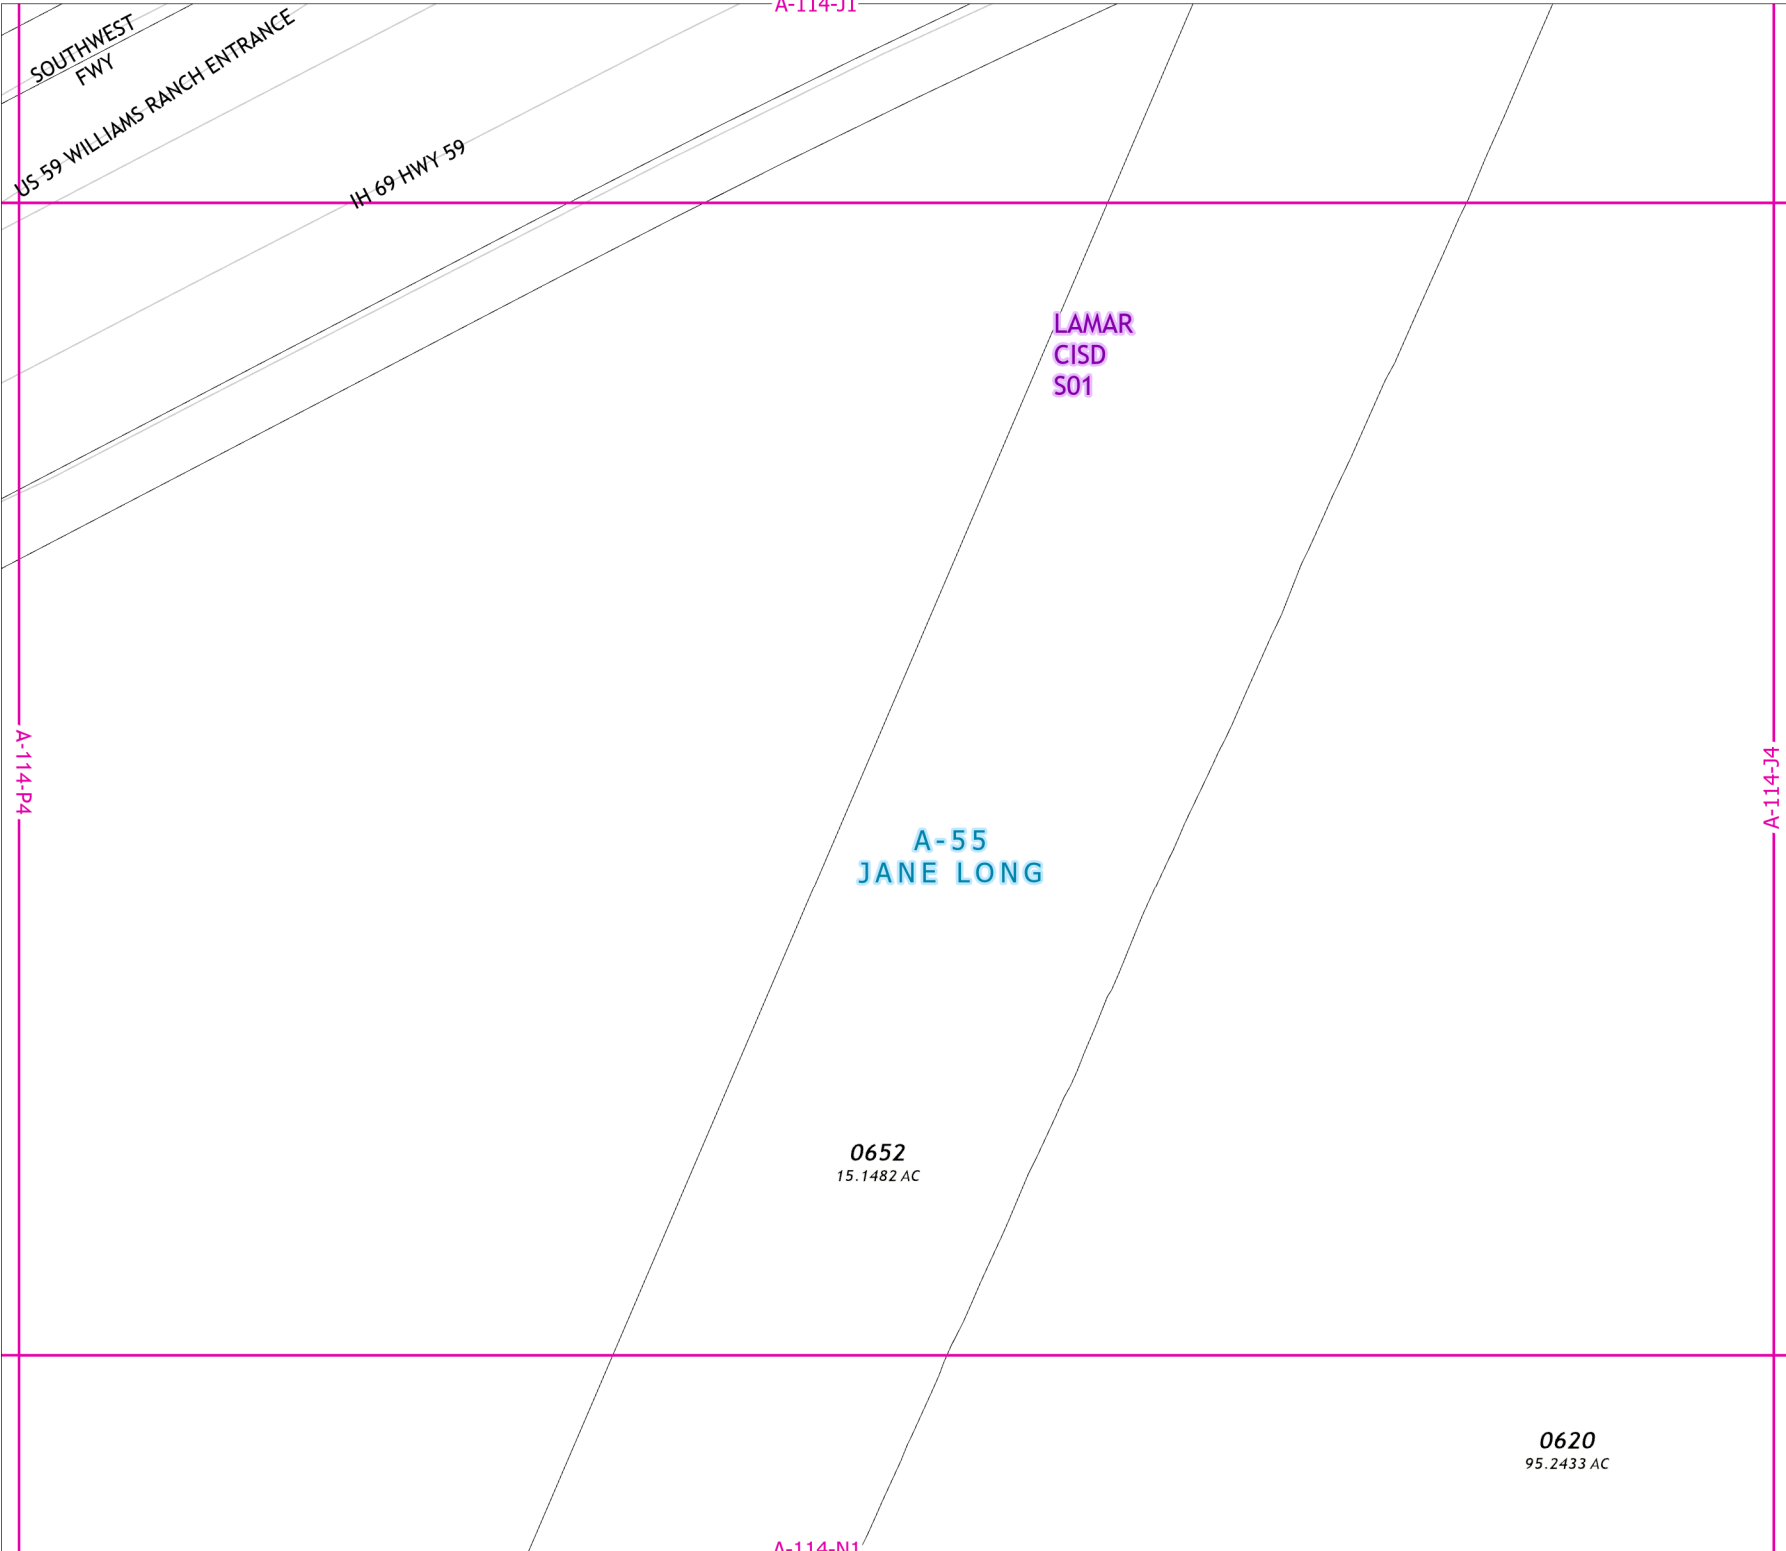 A-114-J1
SOUTHWEST
FWY
US 59 WILLIAMS RANCH ENTRANCE
IH 69 HWY 59
LAMAR
CISD
S01
A-114-P4
A-114-J4
A-55
JANE LONG
0652
15.1482 AC
0620
95.2433 AC
A-114-N1